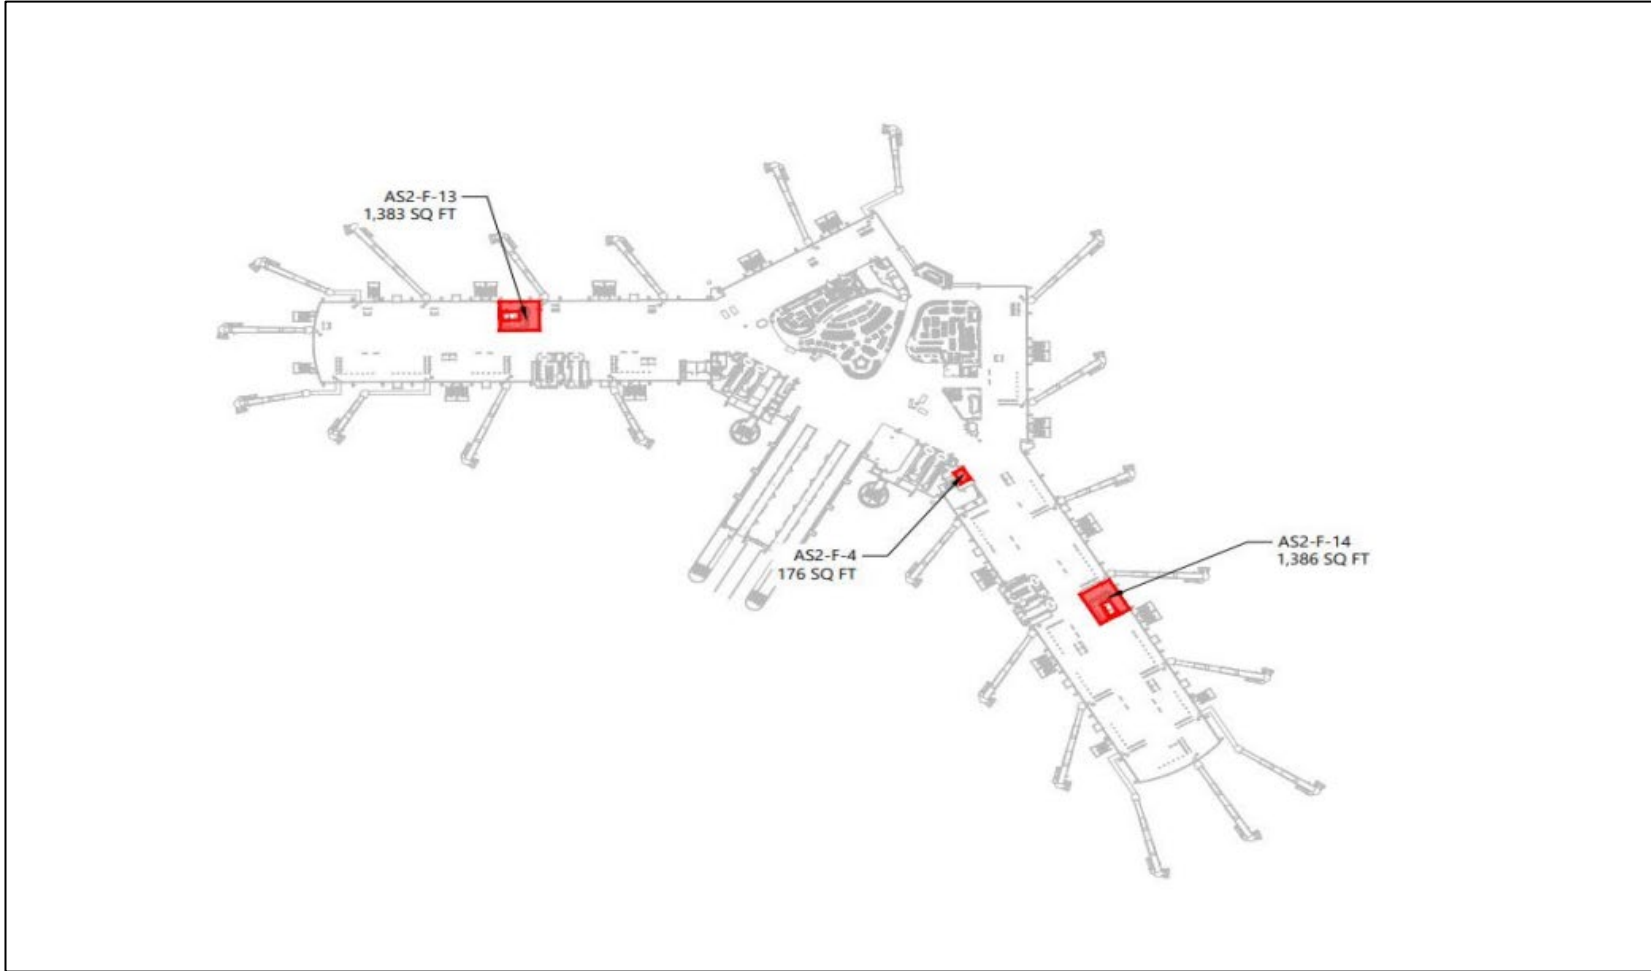 AS2-F-13
1,383 SQ FT
AS2-F-4
176 SQ FT
AS2-F-14
1,386 SQ FT